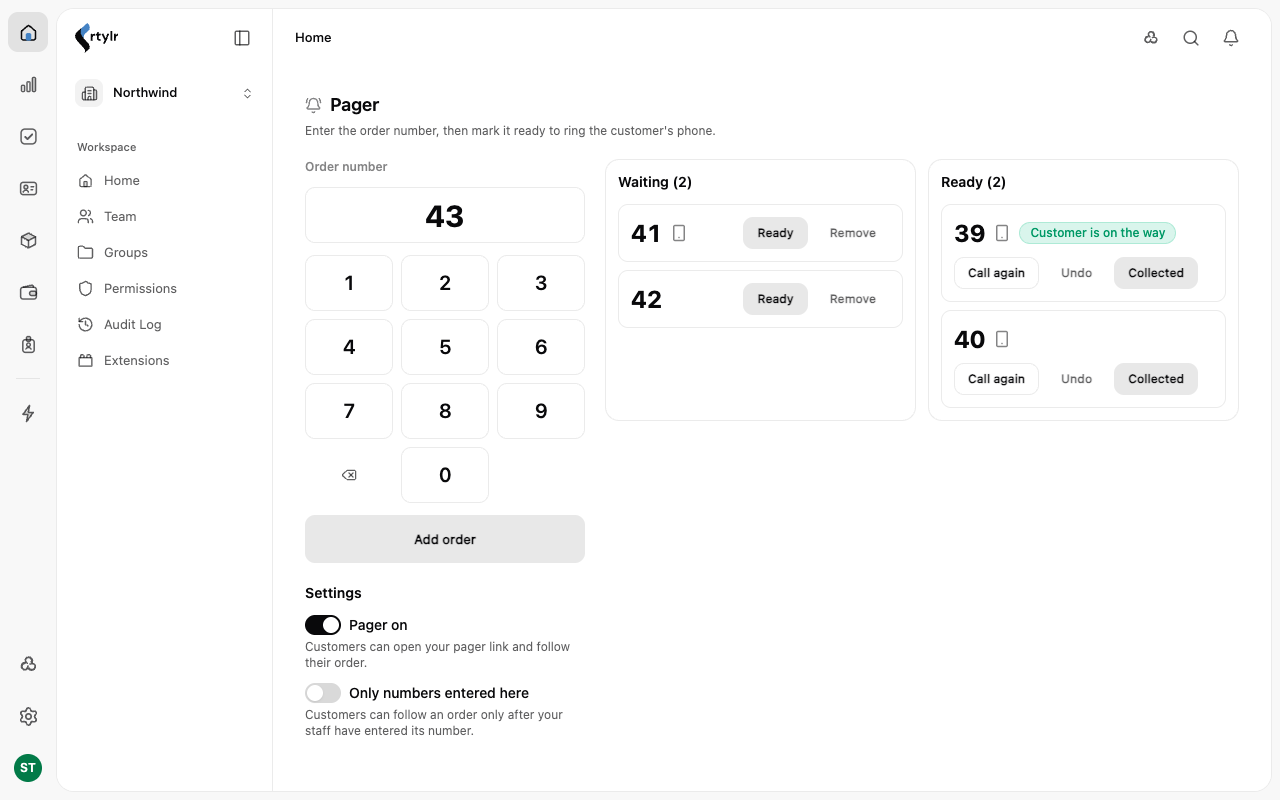 rtylr
Home
Northwind
Workspace
Home
Team
Groups
Permissions
Audit Log
Extensions
Pager
Enter the order number, then mark it ready to ring the customer's phone.
Order number
43
1 2 3
4 5 6
7 8 9
0
Add order
Settings
Pager on
Customers can open your pager link and follow
their order.
Only numbers entered here
Customers can follow an order only after your
staff have entered its number.
Waiting (2)
41 Ready Remove
42 Ready Remove
Ready (2)
39 Customer is on the way
Call again Undo Collected
40
Call again Undo Collected
ST